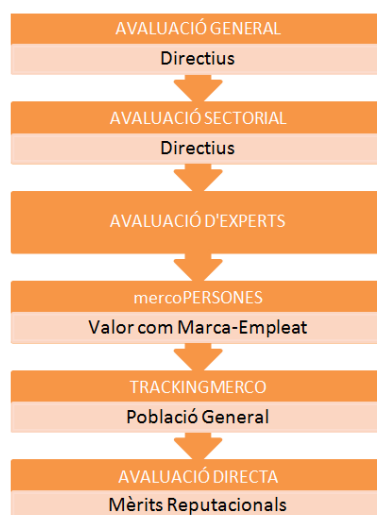 AVALUACIÓ GENERAL
Directius
AVALUACIÓ SECTORIAL
Directius
AVALUACIÓ D'EXPERTS
mercoPERSONES
Valor com Marca-Empleat
TRACKINGMERCO
Població General
AVALUACIÓ DIRECTA
Mèrits Reputacionals